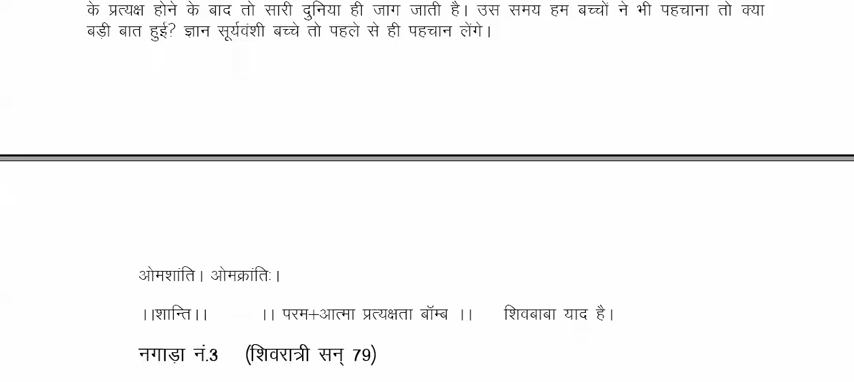 के प्रत्यक्ष होने के बाद तो सारी दुनिया ही जाग जाती है। उस समय हम बच्चों ने भी पहचाना तो क्या
बड़ी बात हुई? ज्ञान सूर्यवंशी बच्चे तो पहले से ही पहचान लेंगे।
ओमशांति। ओमक्रांतिः।
।।शान्ति।। ।। परम+आत्मा प्रत्यक्षता बॉम्ब ।। शिवबाबा याद है।
नगाड़ा नं.3 (शिवरात्री सन् 79)